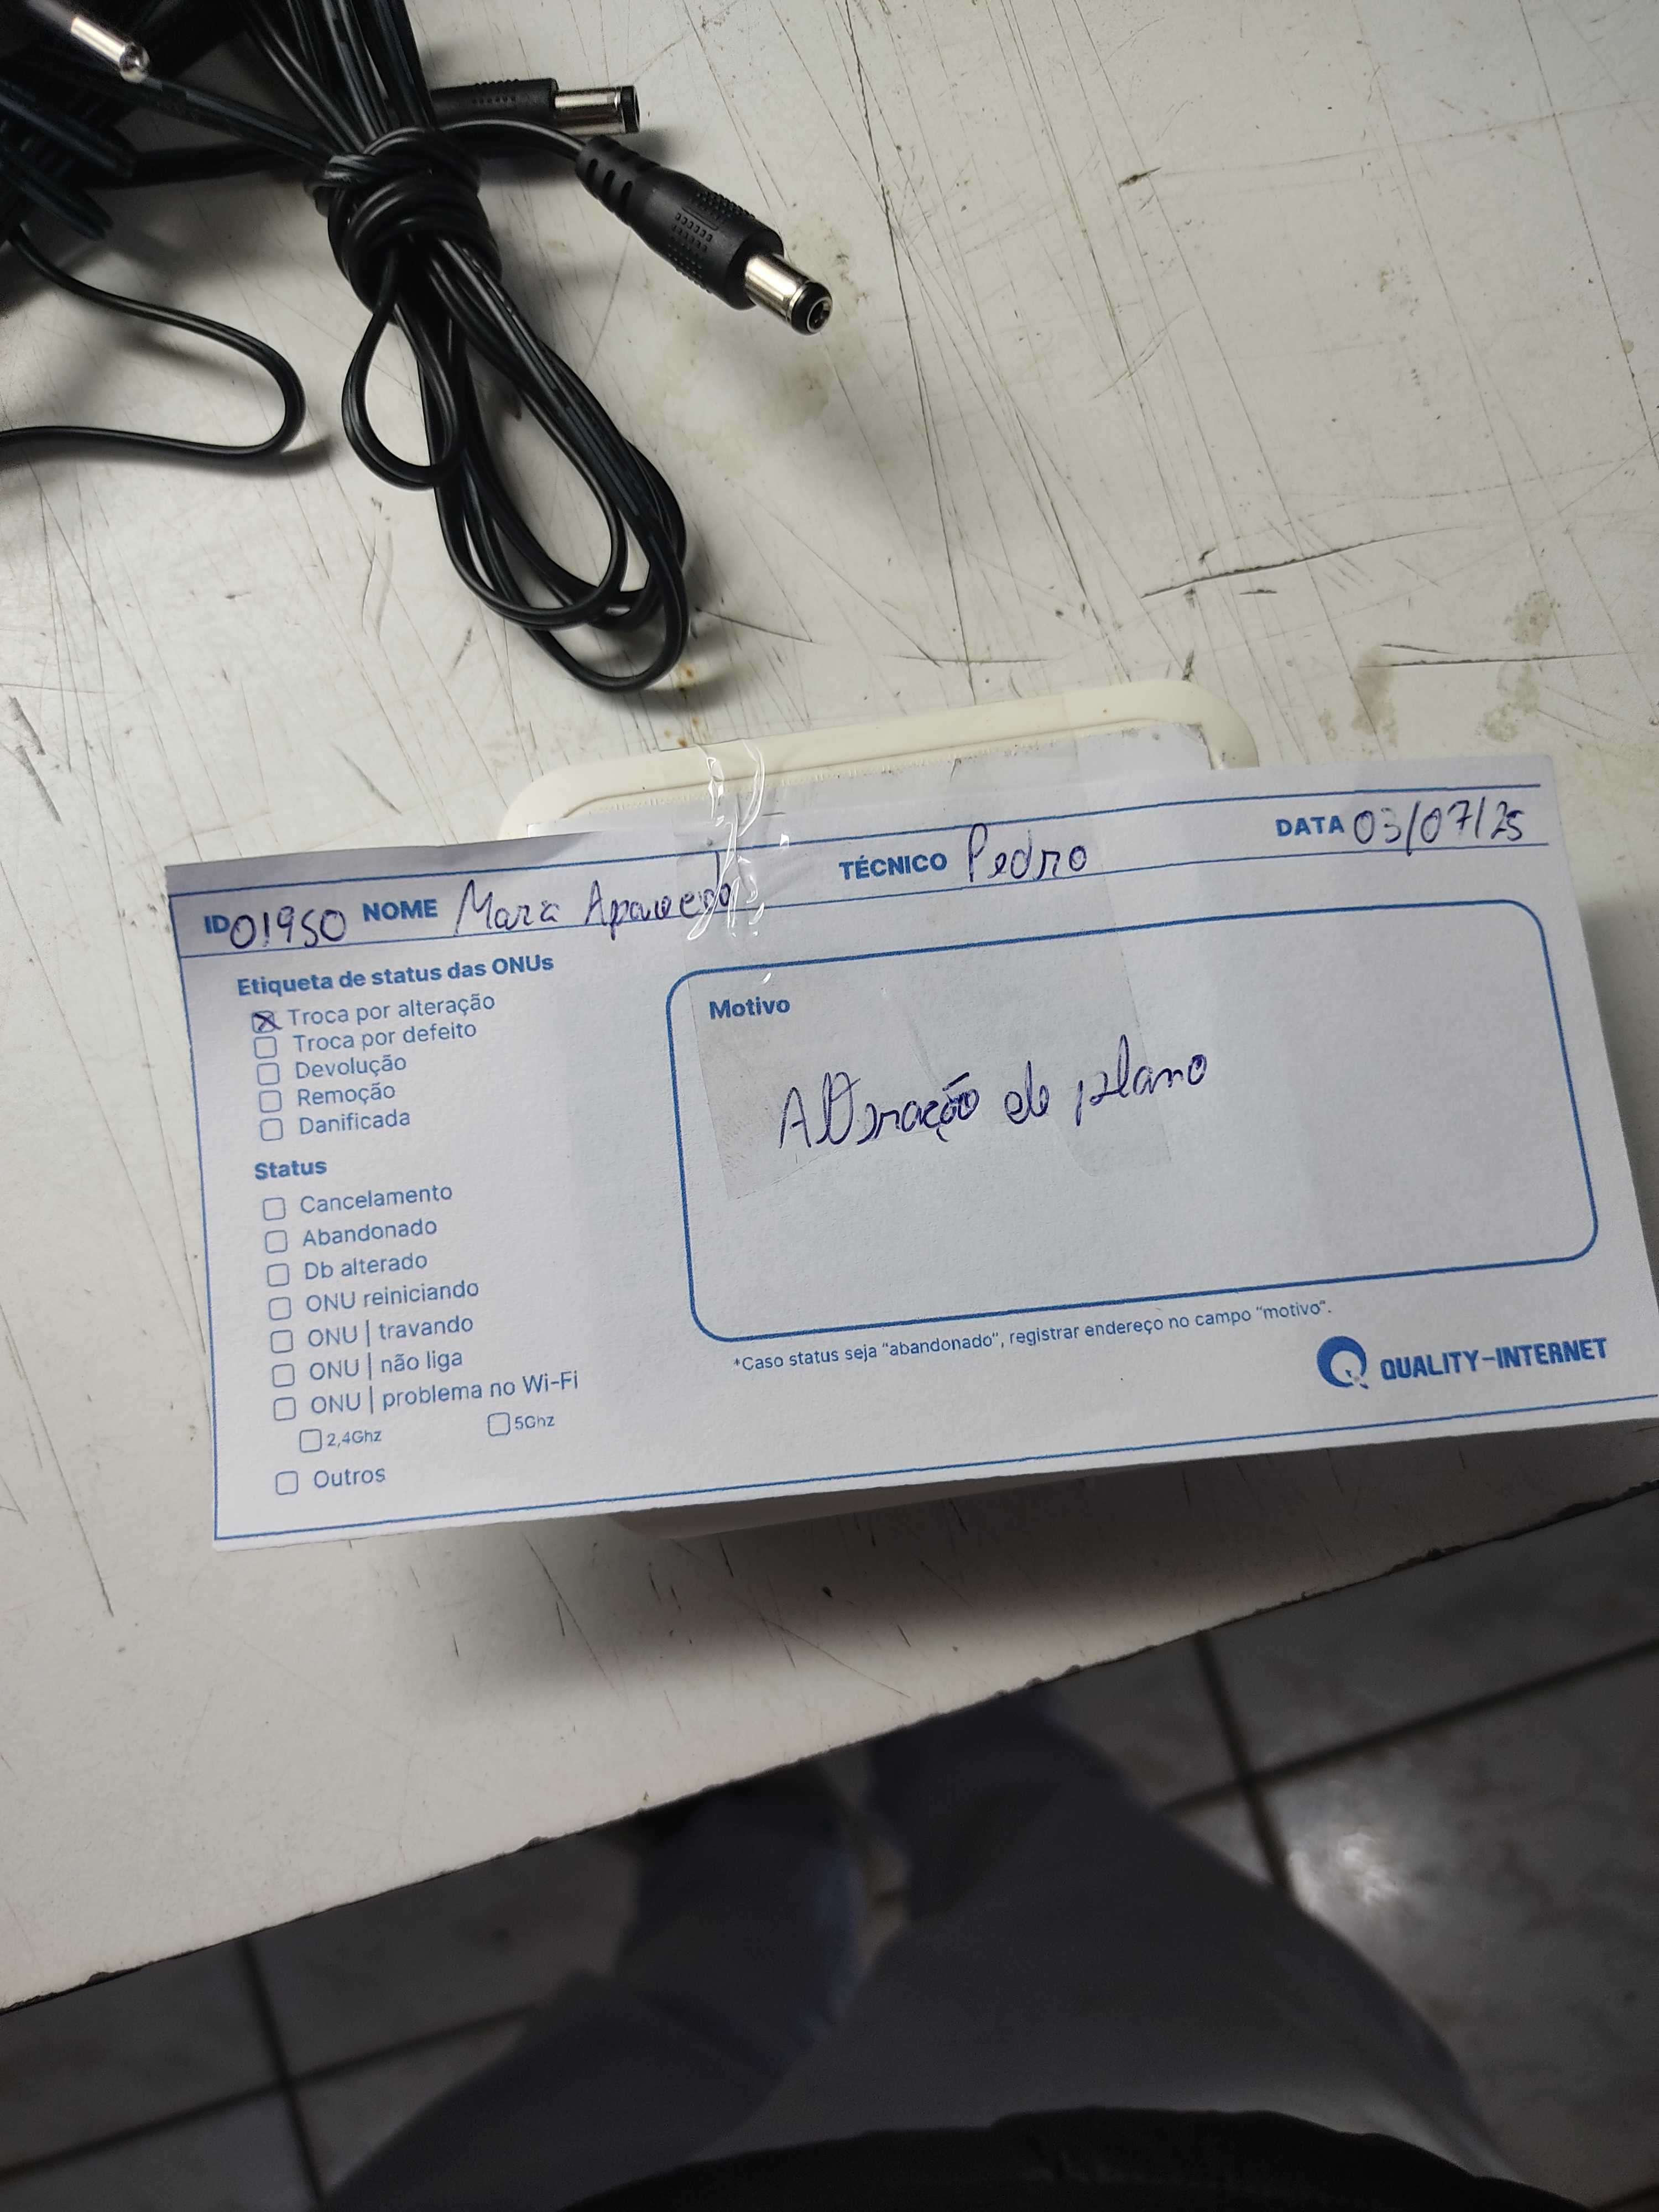 ID 01950 NOME Mara Aparecida TÉCNICO Pedro DATA 03/07/25
Etiqueta de status das ONUs
Troca por alteração
Troca por defeito
Devolução
Remoção
Danificada
Status
Cancelamento
Abandonado
Db alterado
ONU reiniciando
ONU | travando
ONU | não liga
ONU | problema no Wi-Fi
2,4Ghz 5Ghz
Outros
Motivo
Alteração de plano
*Caso status seja "abandonado", registrar endereço no campo "motivo".
QUALITY-INTERNET